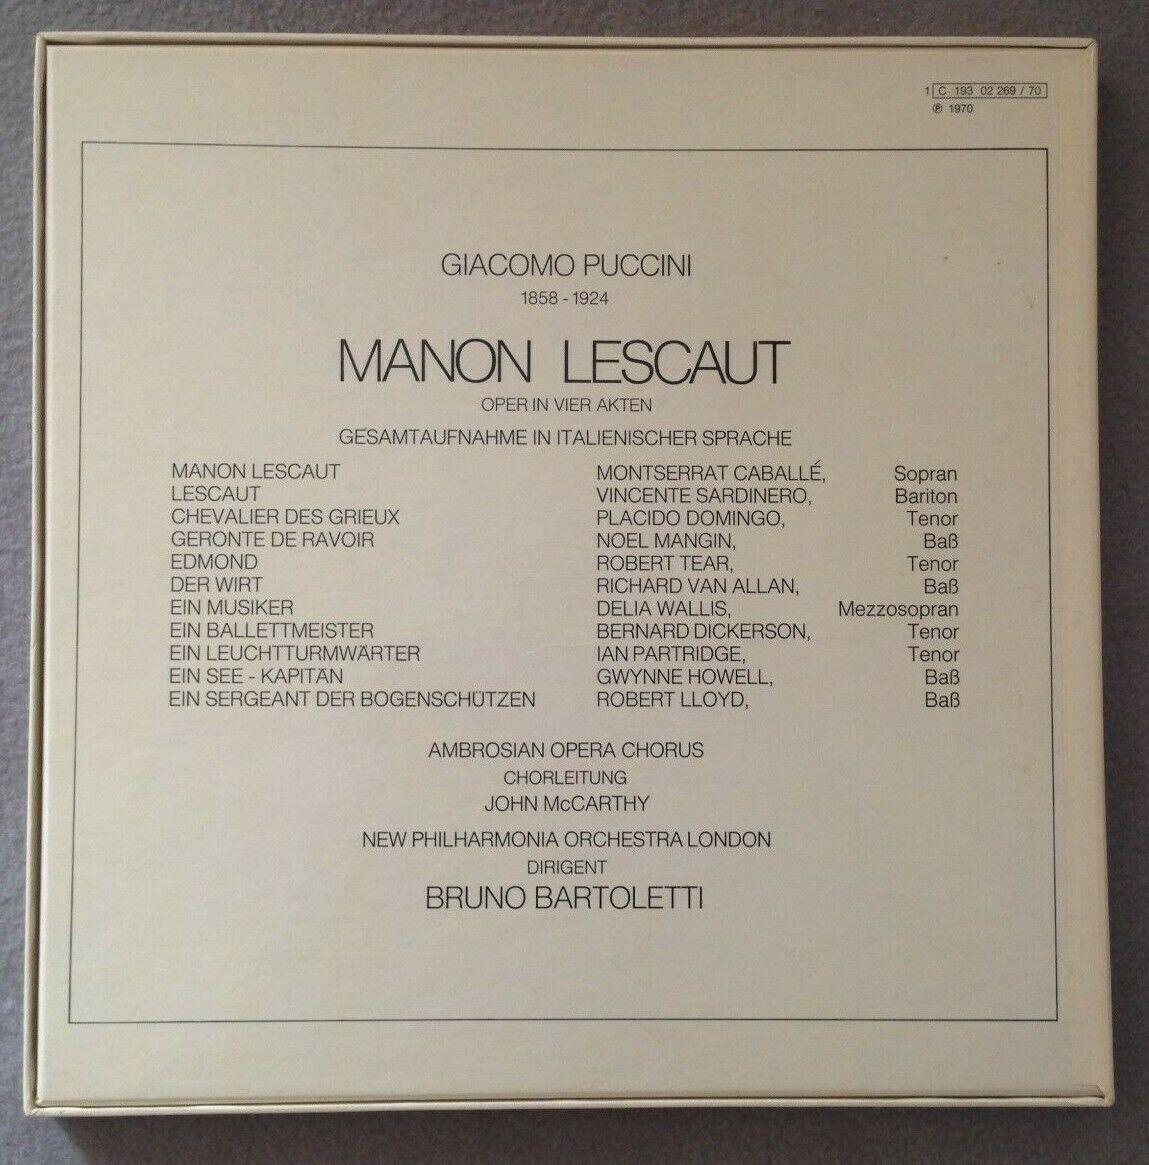 1 C 193 02 269 / 70
℗ 1970
GIACOMO PUCCINI
1858 - 1924
MANON LESCAUT
OPER IN VIER AKTEN
GESAMTAUFNAHME IN ITALIENISCHER SPRACHE
MANON LESCAUT MONTSERRAT CABALLÉ, Sopran
LESCAUT VINCENTE SARDINERO, Bariton
CHEVALIER DES GRIEUX PLACIDO DOMINGO, Tenor
GERONTE DE RAVOIR NOEL MANGIN, Baß
EDMOND ROBERT TEAR, Tenor
DER WIRT RICHARD VAN ALLAN, Baß
EIN MUSIKER DELIA WALLIS, Mezzosopran
EIN BALLETTMEISTER BERNARD DICKERSON, Tenor
EIN LEUCHTTURMWÄRTER IAN PARTRIDGE, Tenor
EIN SEE - KAPITÄN GWYNNE HOWELL, Baß
EIN SERGEANT DER BOGENSCHÜTZEN ROBERT LLOYD, Baß
AMBROSIAN OPERA CHORUS
CHORLEITUNG
JOHN McCARTHY
NEW PHILHARMONIA ORCHESTRA LONDON
DIRIGENT
BRUNO BARTOLETTI